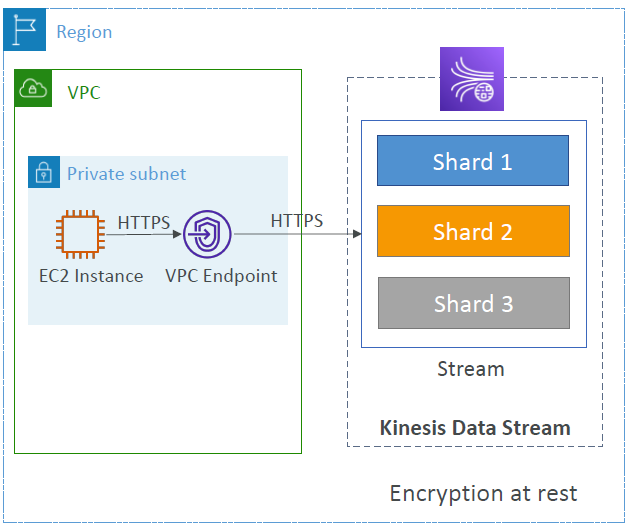 Region
VPC
Private subnet
HTTPS
HTTPS
EC2 Instance
VPC Endpoint
Shard 1
Shard 2
Shard 3
Stream
Kinesis Data Stream
Encryption at rest